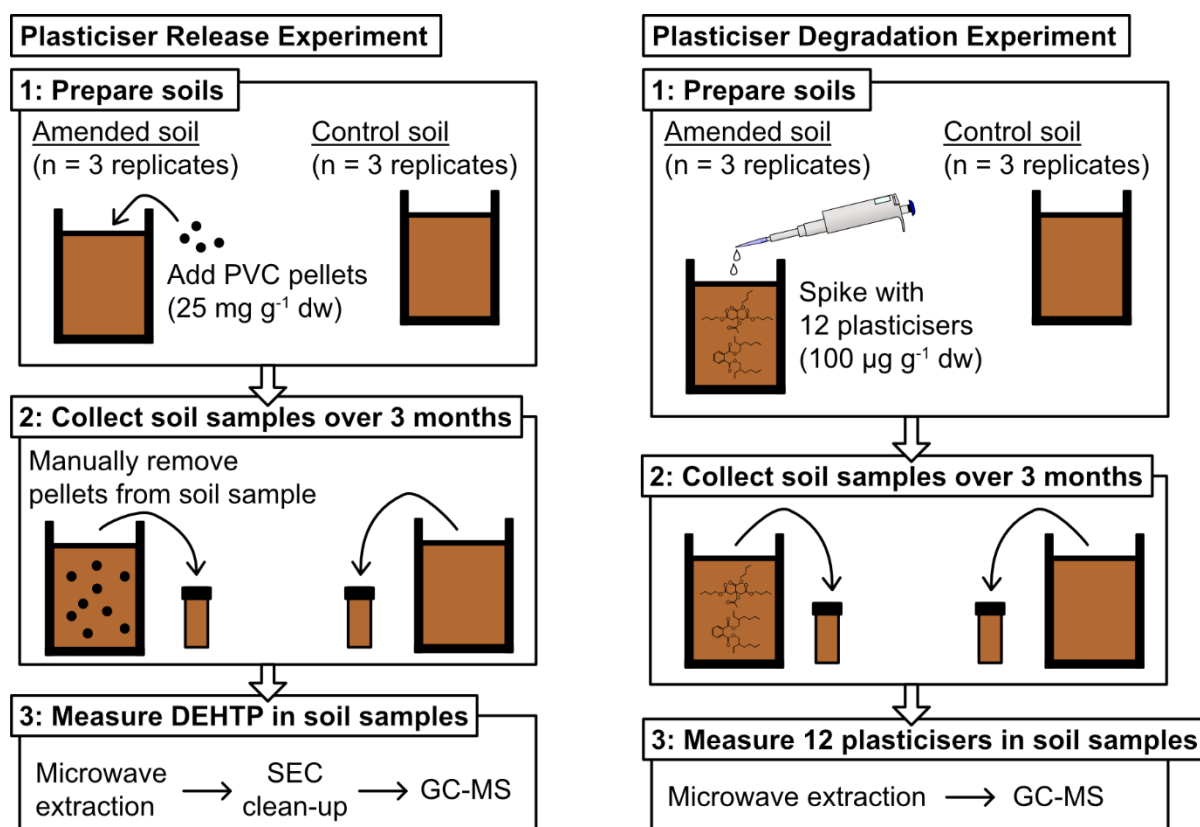 Plasticiser Release Experiment
1: Prepare soils
Amended soil
(n = 3 replicates)
Control soil
(n = 3 replicates)
Add PVC pellets
(25 mg g⁻¹ dw)
2: Collect soil samples over 3 months
Manually remove
pellets from soil sample
3: Measure DEHTP in soil samples
Microwave
extraction
SEC
clean-up
GC-MS
Plasticiser Degradation Experiment
1: Prepare soils
Amended soil
(n = 3 replicates)
Control soil
(n = 3 replicates)
Spike with
12 plasticisers
(100 µg g⁻¹ dw)
2: Collect soil samples over 3 months
3: Measure 12 plasticisers in soil samples
Microwave extraction
GC-MS